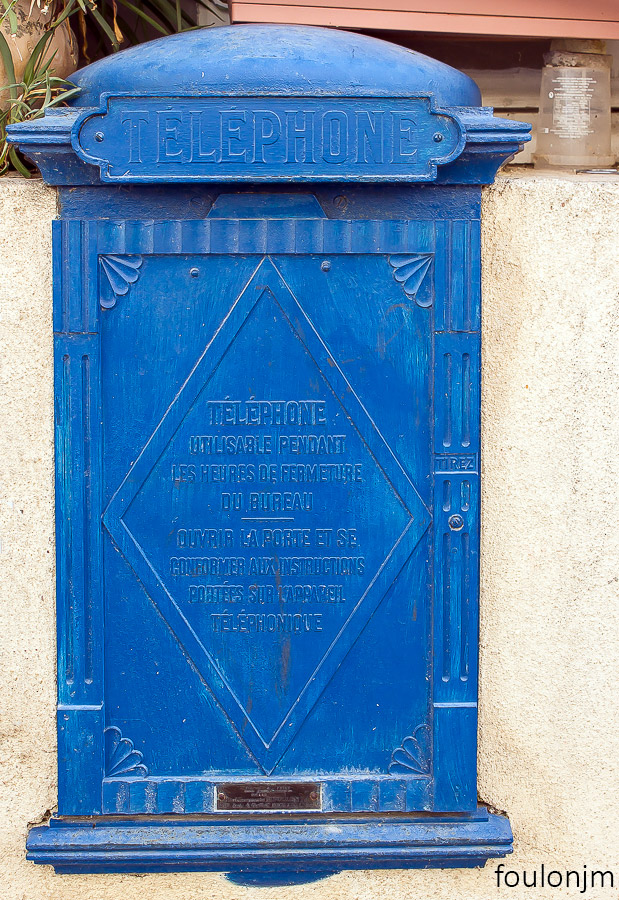 TÉLÉPHONE
TÉLÉPHONE
UTILISABLE PENDANT
LES HEURES DE FERMETURE
DU BUREAU
OUVRIR LA PORTE ET SE
CONFORMER AUX INSTRUCTIONS
PORTÉES SUR L'APPAREIL
TÉLÉPHONIQUE
TIREZ
foulonjm